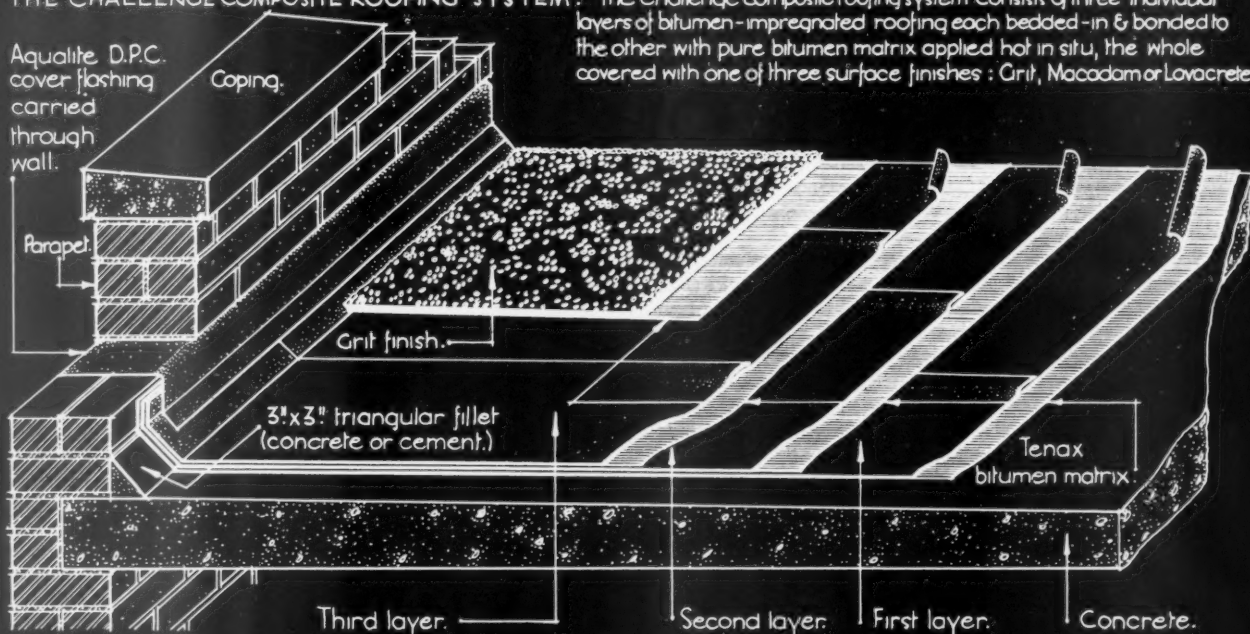 THE CHALLENGE COMPOSITE ROOFING SYSTEM: The Challenge composite roofing system consists of three individual
layers of bitumen-impregnated roofing each bedded-in & bonded to
the other with pure bitumen matrix applied hot in situ, the whole
covered with one of three surface finishes: Grit, Macadam or Lavacrete
Aqualite D.P.C.
cover flashing
carried
through
wall.
Coping.
Parapet.
Grit finish.
3"x3" triangular fillet
(concrete or cement.)
Tenax
bitumen matrix.
Third layer.
Second layer.
First layer.
Concrete.